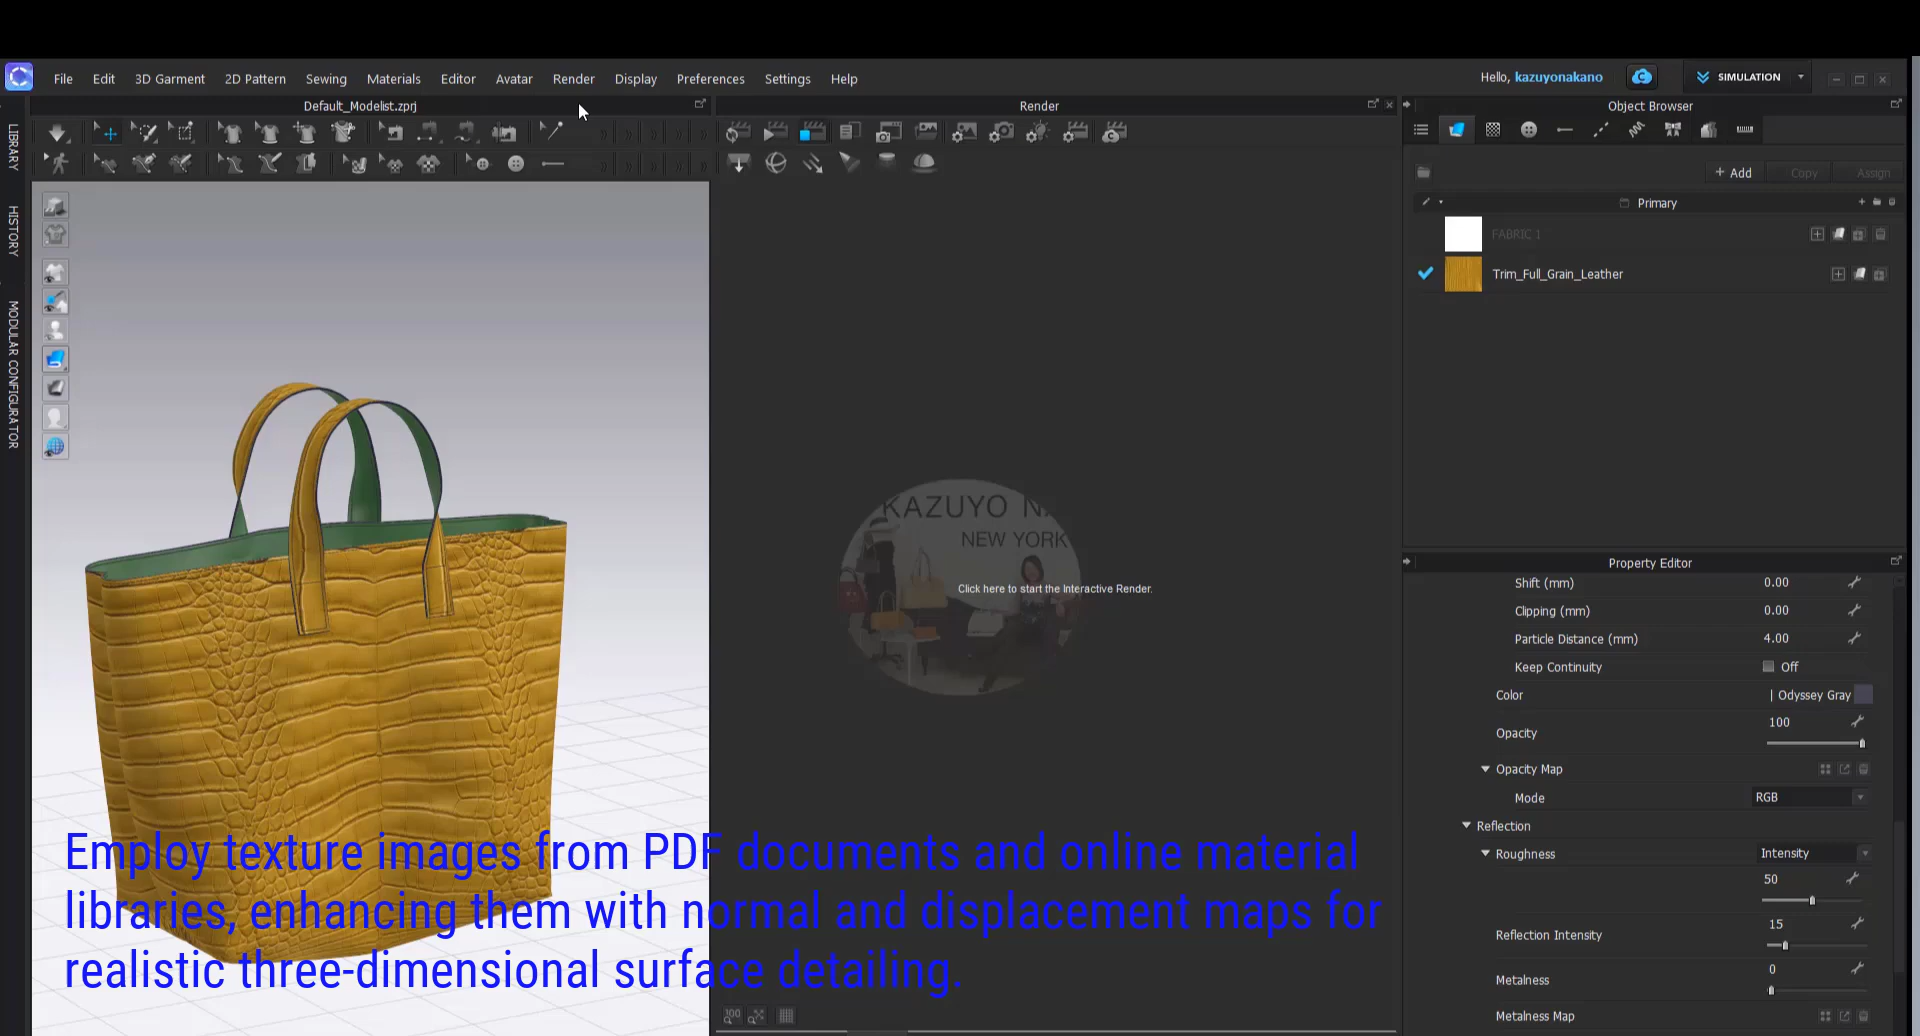 File Edit 3D Garment 2D Pattern Sewing Materials Editor Avatar Render Display Preferences Settings Help
Hello, kazuyonakano
SIMULATION
Default_Modelist.zprj
Render
Object Browser
LIBRARY
HISTORY
MODULAR CONFIGURATOR
+ Add Copy Assign
Primary
FABRIC 1
Trim_Full_Grain_Leather
KAZUYO
NEW YORK
Click here to start the Interactive Render.
Property Editor
Shift (mm) 0.00
Clipping (mm) 0.00
Particle Distance (mm) 4.00
Keep Continuity Off
Color | Odyssey Gray
Opacity 100
Opacity Map
Mode RGB
Reflection
Roughness Intensity
50
Reflection Intensity 15
Metalness 0
Metalness Map
Employ texture images from PDF documents and online material
libraries, enhancing them with normal and displacement maps for
realistic three-dimensional surface detailing.
100